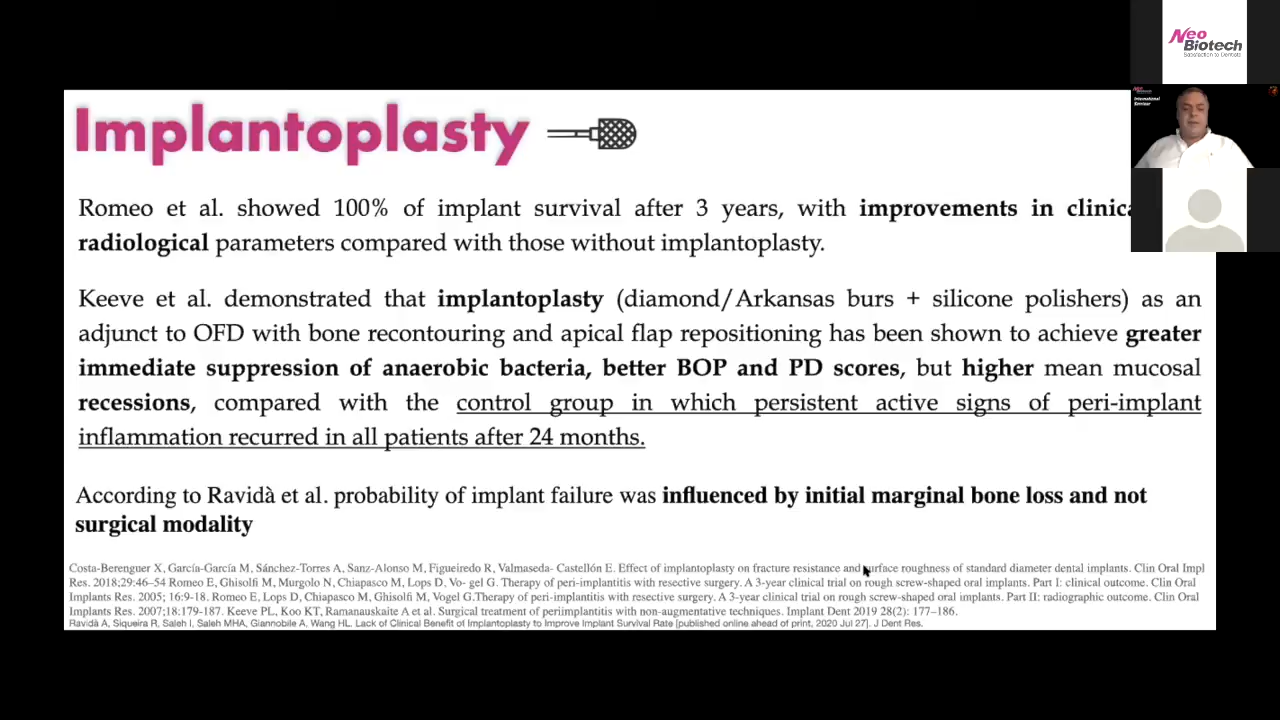 Neo
Biotech
Satisfaction to Dentists
International
Seminar
Implantoplasty
Romeo et al. showed 100% of implant survival after 3 years, with improvements in
radiological parameters compared with those without implantoplasty.
Keeve et al. demonstrated that implantoplasty (diamond/Arkansas burs + silicone polishers) as an
adjunct to OFD with bone recontouring and apical flap repositioning has been shown to achieve greater
immediate suppression of anaerobic bacteria, better BOP and PD scores, but higher mean mucosal
recessions, compared with the control group in which persistent active signs of peri-implant
inflammation recurred in all patients after 24 months.
According to Ravidà et al. probability of implant failure was influenced by initial marginal bone loss and not
surgical modality
Costa-Berenguer X, García-García M, Sánchez-Torres A, Sanz-Alonso M, Figueiredo R, Valmaseda- Castellón E. Effect of implantoplasty on fracture resistance and surface roughness of standard diameter dental implants. Clin Oral Impl
Res. 2018;29:46–54 Romeo E, Ghisolfi M, Murgolo N, Chiapasco M, Lops D, Vo- gel G. Therapy of peri-implantitis with resective surgery. A 3-year clinical trial on rough screw-shaped oral implants. Part I: clinical outcome. Clin Oral
Implants Res. 2005; 16:9-18. Romeo E, Lops D, Chiapasco M, Ghisolfi M, Vogel G.Therapy of peri-implantitis with resective surgery. A 3-year clinical trial on rough screw-shaped oral implants. Part II: radiographic outcome. Clin Oral
Implants Res. 2007;18:179-187. Keeve PL, Koo KT, Ramanauskaite A et al. Surgical treatment of periimplantitis with non-augmentative techniques. Implant Dent 2019 28(2): 177–186.
Ravidà A, Siqueira R, Saleh I, Saleh MHA, Giannobile A, Wang HL. Lack of Clinical Benefit of Implantoplasty to Improve Implant Survival Rate [published online ahead of print, 2020 Jul 27]. J Dent Res.